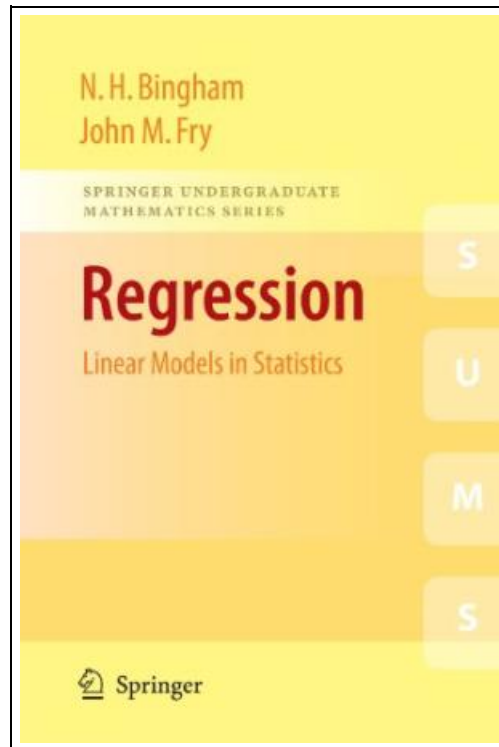 N. H. Bingham
John M. Fry
SPRINGER UNDERGRADUATE
MATHEMATICS SERIES
Regression
Linear Models in Statistics
S
U
M
S
Springer